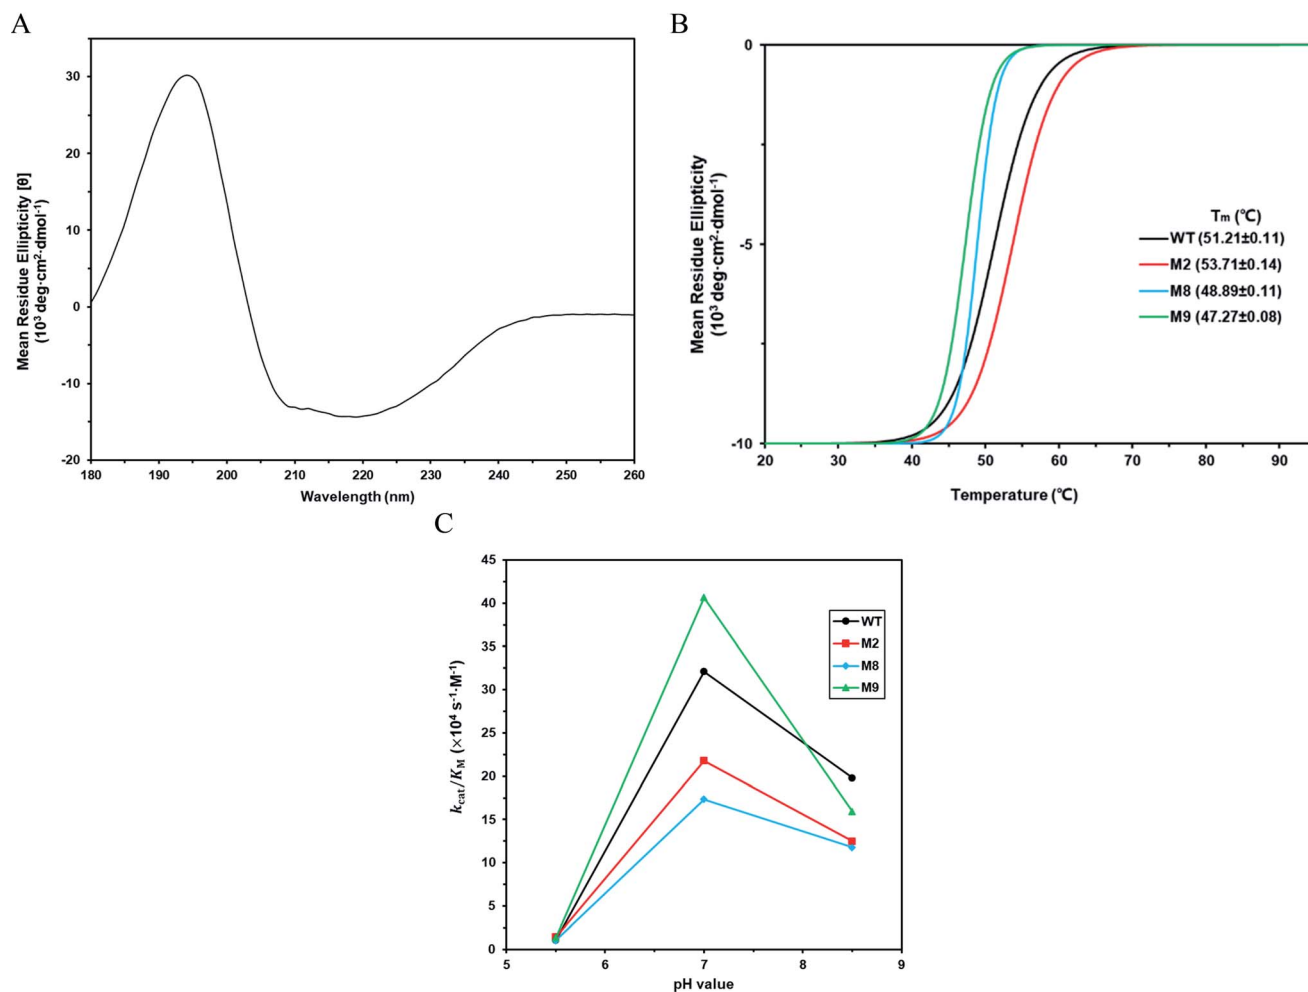 A
Mean Residue Ellipticity [θ]
(10³ deg·cm²·dmol⁻¹)
30
20
10
0
-10
-20
180
190
200
210
220
230
240
250
260
Wavelength (nm)
B
Mean Residue Ellipticity
(10³ deg·cm²·dmol⁻¹)
0
-5
-10
Tm (℃)
WT (51.21±0.11)
M2 (53.71±0.14)
M8 (48.89±0.11)
M9 (47.27±0.08)
20
30
40
50
60
70
80
90
Temperature (℃)
C
kcat/KM (×10⁴ s⁻¹·M⁻¹)
45
40
35
30
25
20
15
10
5
0
WT
M2
M8
M9
5
6
7
8
9
pH value